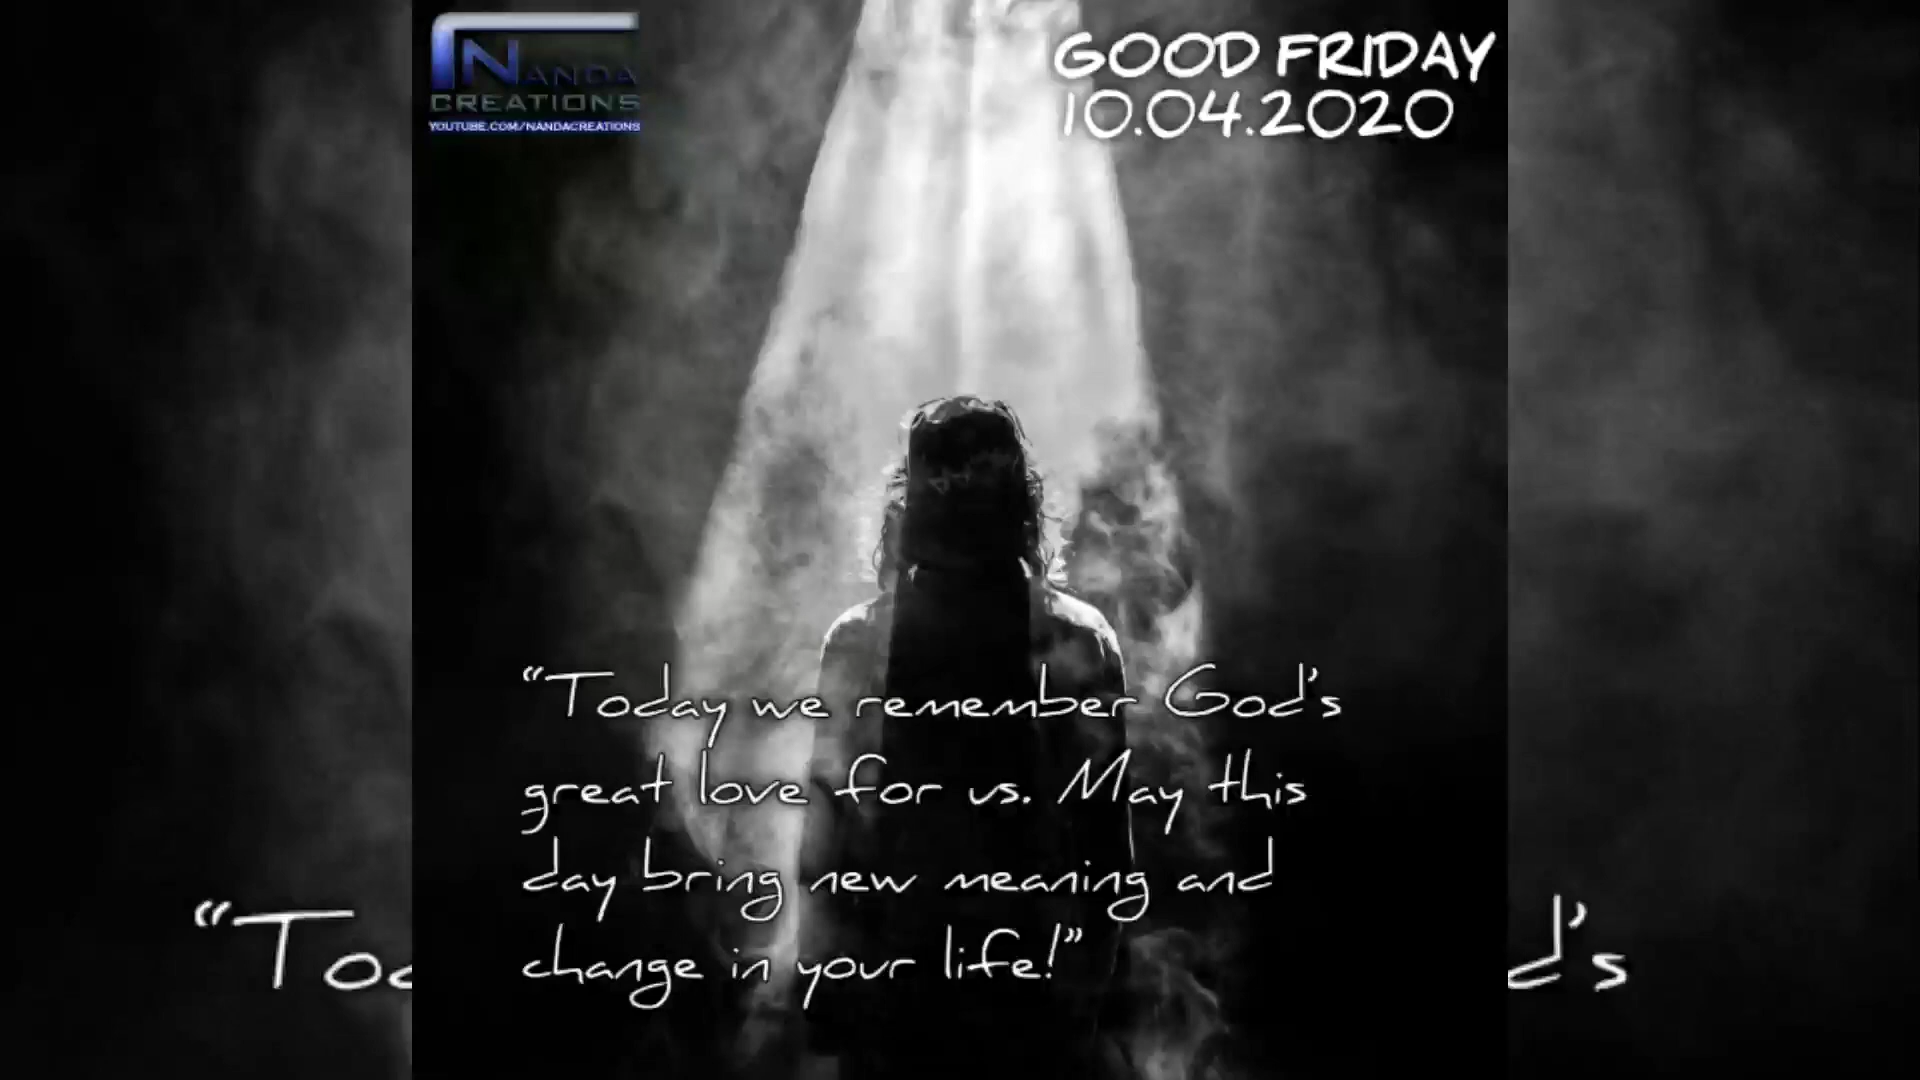 NANDA
CREATIONS
YOUTUBE.COM/NANDACREATIONS
GOOD FRIDAY
10.04.2020
“Today we remember God’s
great love for us. May this
day bring new meaning and
change in your life!”
“Tod
d’s